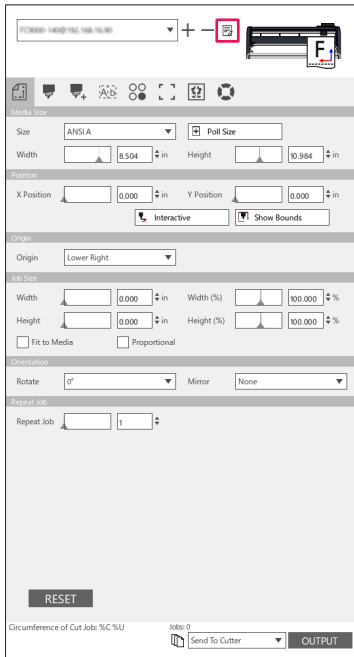 F
Media Size
Size ANSI A Poll Size
Width 8.504 in Height 10.984 in
Position
X Position 0.000 in Y Position 0.000 in
Interactive Show Bounds
Origin
Origin Lower Right
Job Size
Width 0.000 in Width (%) 100.000 %
Height 0.000 in Height (%) 100.000 %
Fit to Media Proportional
Orientation
Rotate 0° Mirror None
Repeat Job
Repeat Job 1
RESET
Circumference of Cut Job: %C %U Jobs: 0
Send To Cutter OUTPUT